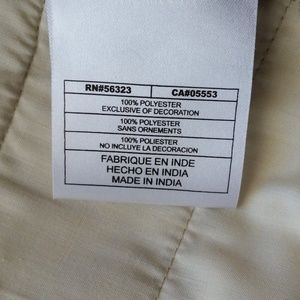 RN#56323 CA#05553
100% POLYESTER
EXCLUSIVE OF DECORATION
100% POLYESTER
SANS ORNEMENTS
100% POLIESTER
NO INCLUYE LA DECORACION
FABRIQUE EN INDE
HECHO EN INDIA
MADE IN INDIA